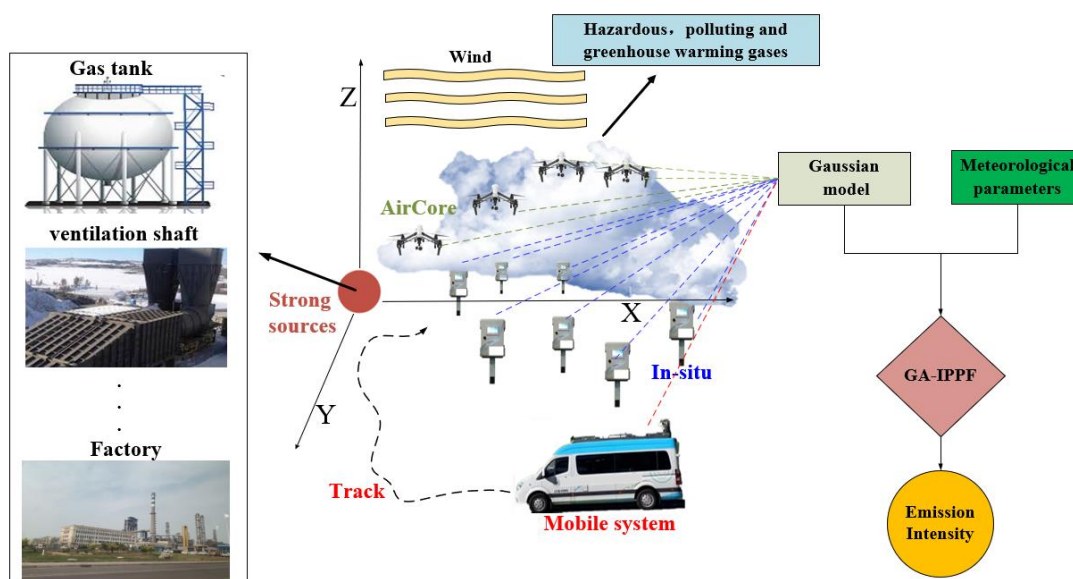 Gas tank
ventilation shaft
.
.
.
Factory
Wind
Z
X
Y
AirCore
Strong
sources
In-situ
Track
Mobile system
Hazardous, polluting and
greenhouse warming gases
Gaussian
model
Meteorological
parameters
GA-IPPF
Emission
Intensity